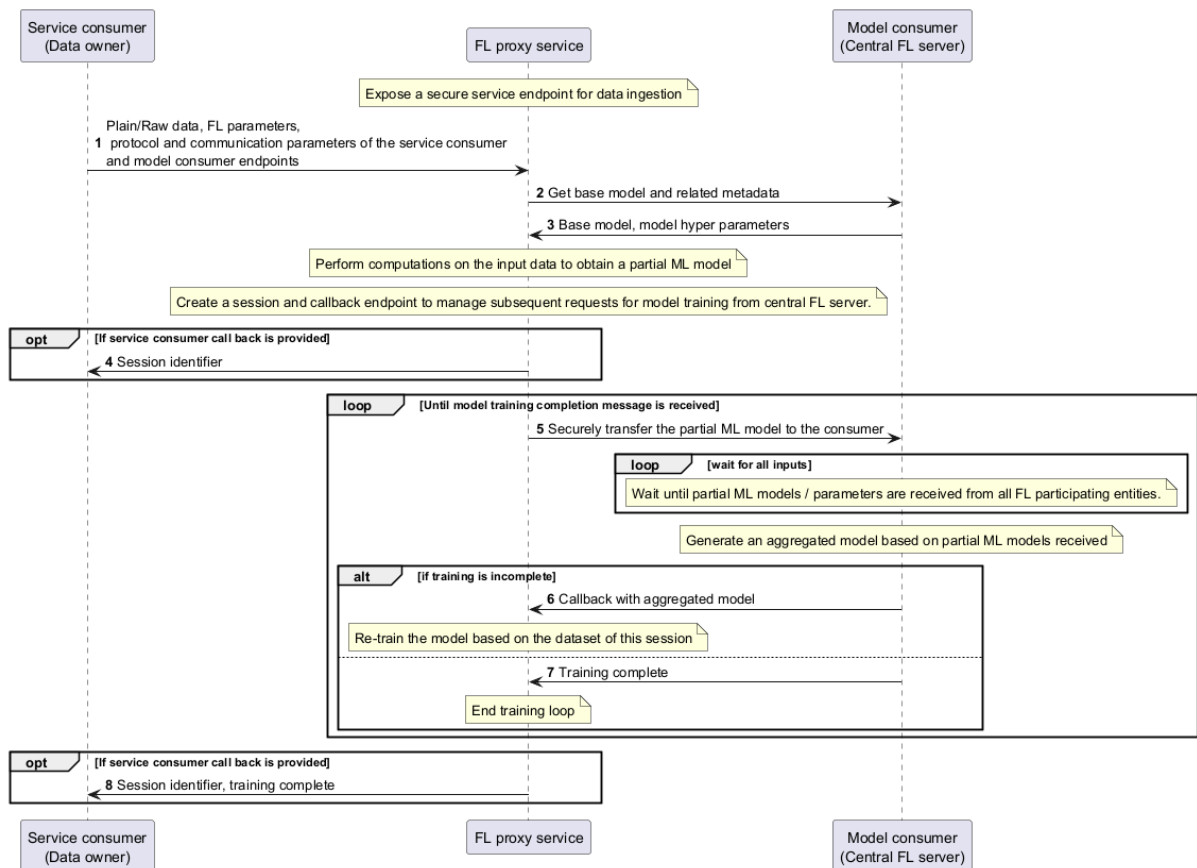 Service consumer
(Data owner)
FL proxy service
Model consumer
(Central FL server)
Expose a secure service endpoint for data ingestion
Plain/Raw data, FL parameters,
1 protocol and communication parameters of the service consumer
and model consumer endpoints
2 Get base model and related metadata
3 Base model, model hyper parameters
Perform computations on the input data to obtain a partial ML model
Create a session and callback endpoint to manage subsequent requests for model training from central FL server.
opt [If service consumer call back is provided]
4 Session identifier
loop [Until model training completion message is received]
5 Securely transfer the partial ML model to the consumer
loop [wait for all inputs]
Wait until partial ML models / parameters are received from all FL participating entities.
Generate an aggregated model based on partial ML models received
alt [if training is incomplete]
6 Callback with aggregated model
Re-train the model based on the dataset of this session
7 Training complete
End training loop
opt [If service consumer call back is provided]
8 Session identifier, training complete
Service consumer
(Data owner)
FL proxy service
Model consumer
(Central FL server)